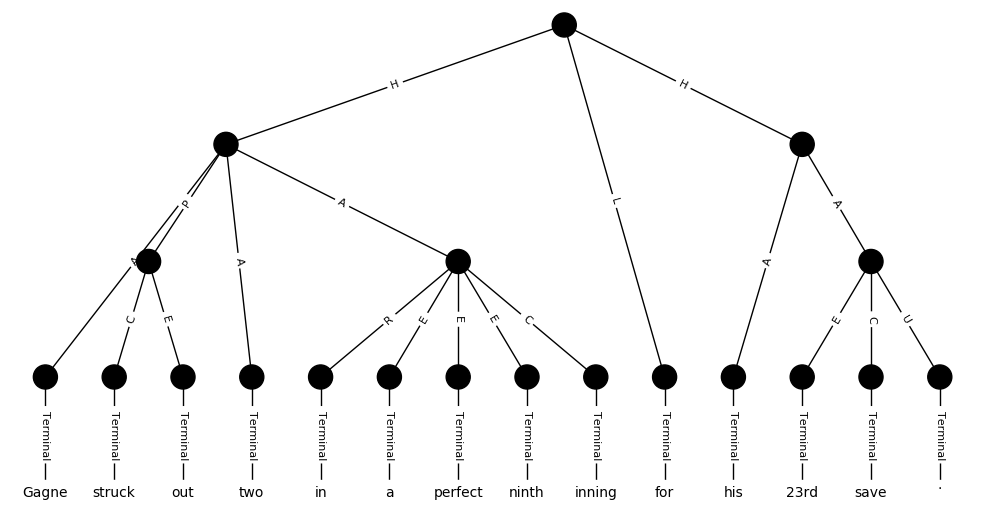 H H
L
P A A
A A A
C E R E E E C E C U
Terminal Terminal Terminal Terminal Terminal Terminal Terminal Terminal Terminal Terminal Terminal Terminal Terminal Terminal
Gagne struck out two in a perfect ninth inning for his 23rd save .